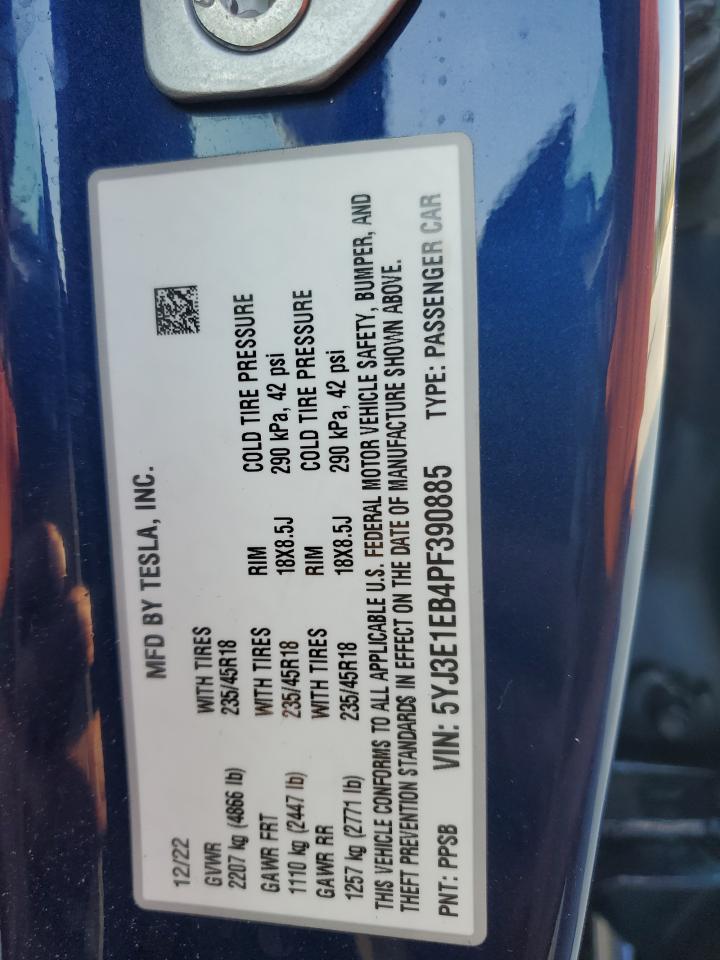 MFD BY TESLA, INC.
12/22
GVWR WITH TIRES
2207 kg (4866 lb) 235/45R18
GAWR FRT WITH TIRES RIM COLD TIRE PRESSURE
1110 kg (2447 lb) 235/45R18 18X8.5J 290 kPa, 42 psi
GAWR RR WITH TIRES RIM COLD TIRE PRESSURE
1257 kg (2771 lb) 235/45R18 18X8.5J 290 kPa, 42 psi
THIS VEHICLE CONFORMS TO ALL APPLICABLE U.S. FEDERAL MOTOR VEHICLE SAFETY, BUMPER, AND
THEFT PREVENTION STANDARDS IN EFFECT ON THE DATE OF MANUFACTURE SHOWN ABOVE.
PNT: PPSB VIN: 5YJ3E1EB4PF390885 TYPE: PASSENGER CAR